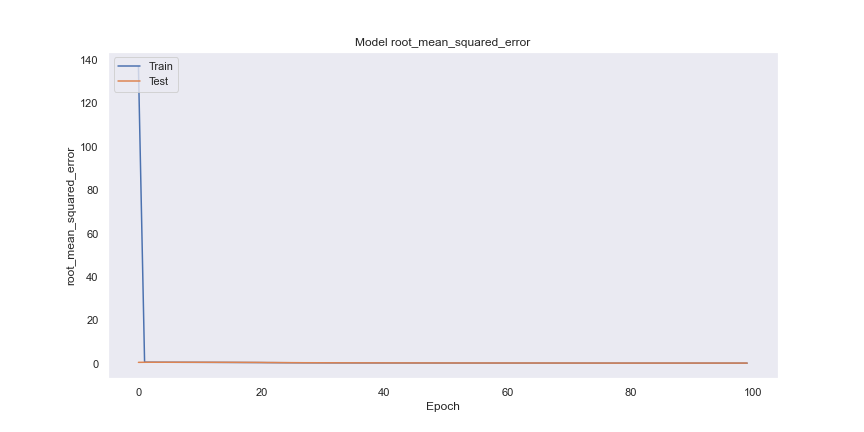 Model root_mean_squared_error
140
120
100
80
60
40
20
0
root_mean_squared_error
Train
Test
0 20 40 60 80 100
Epoch